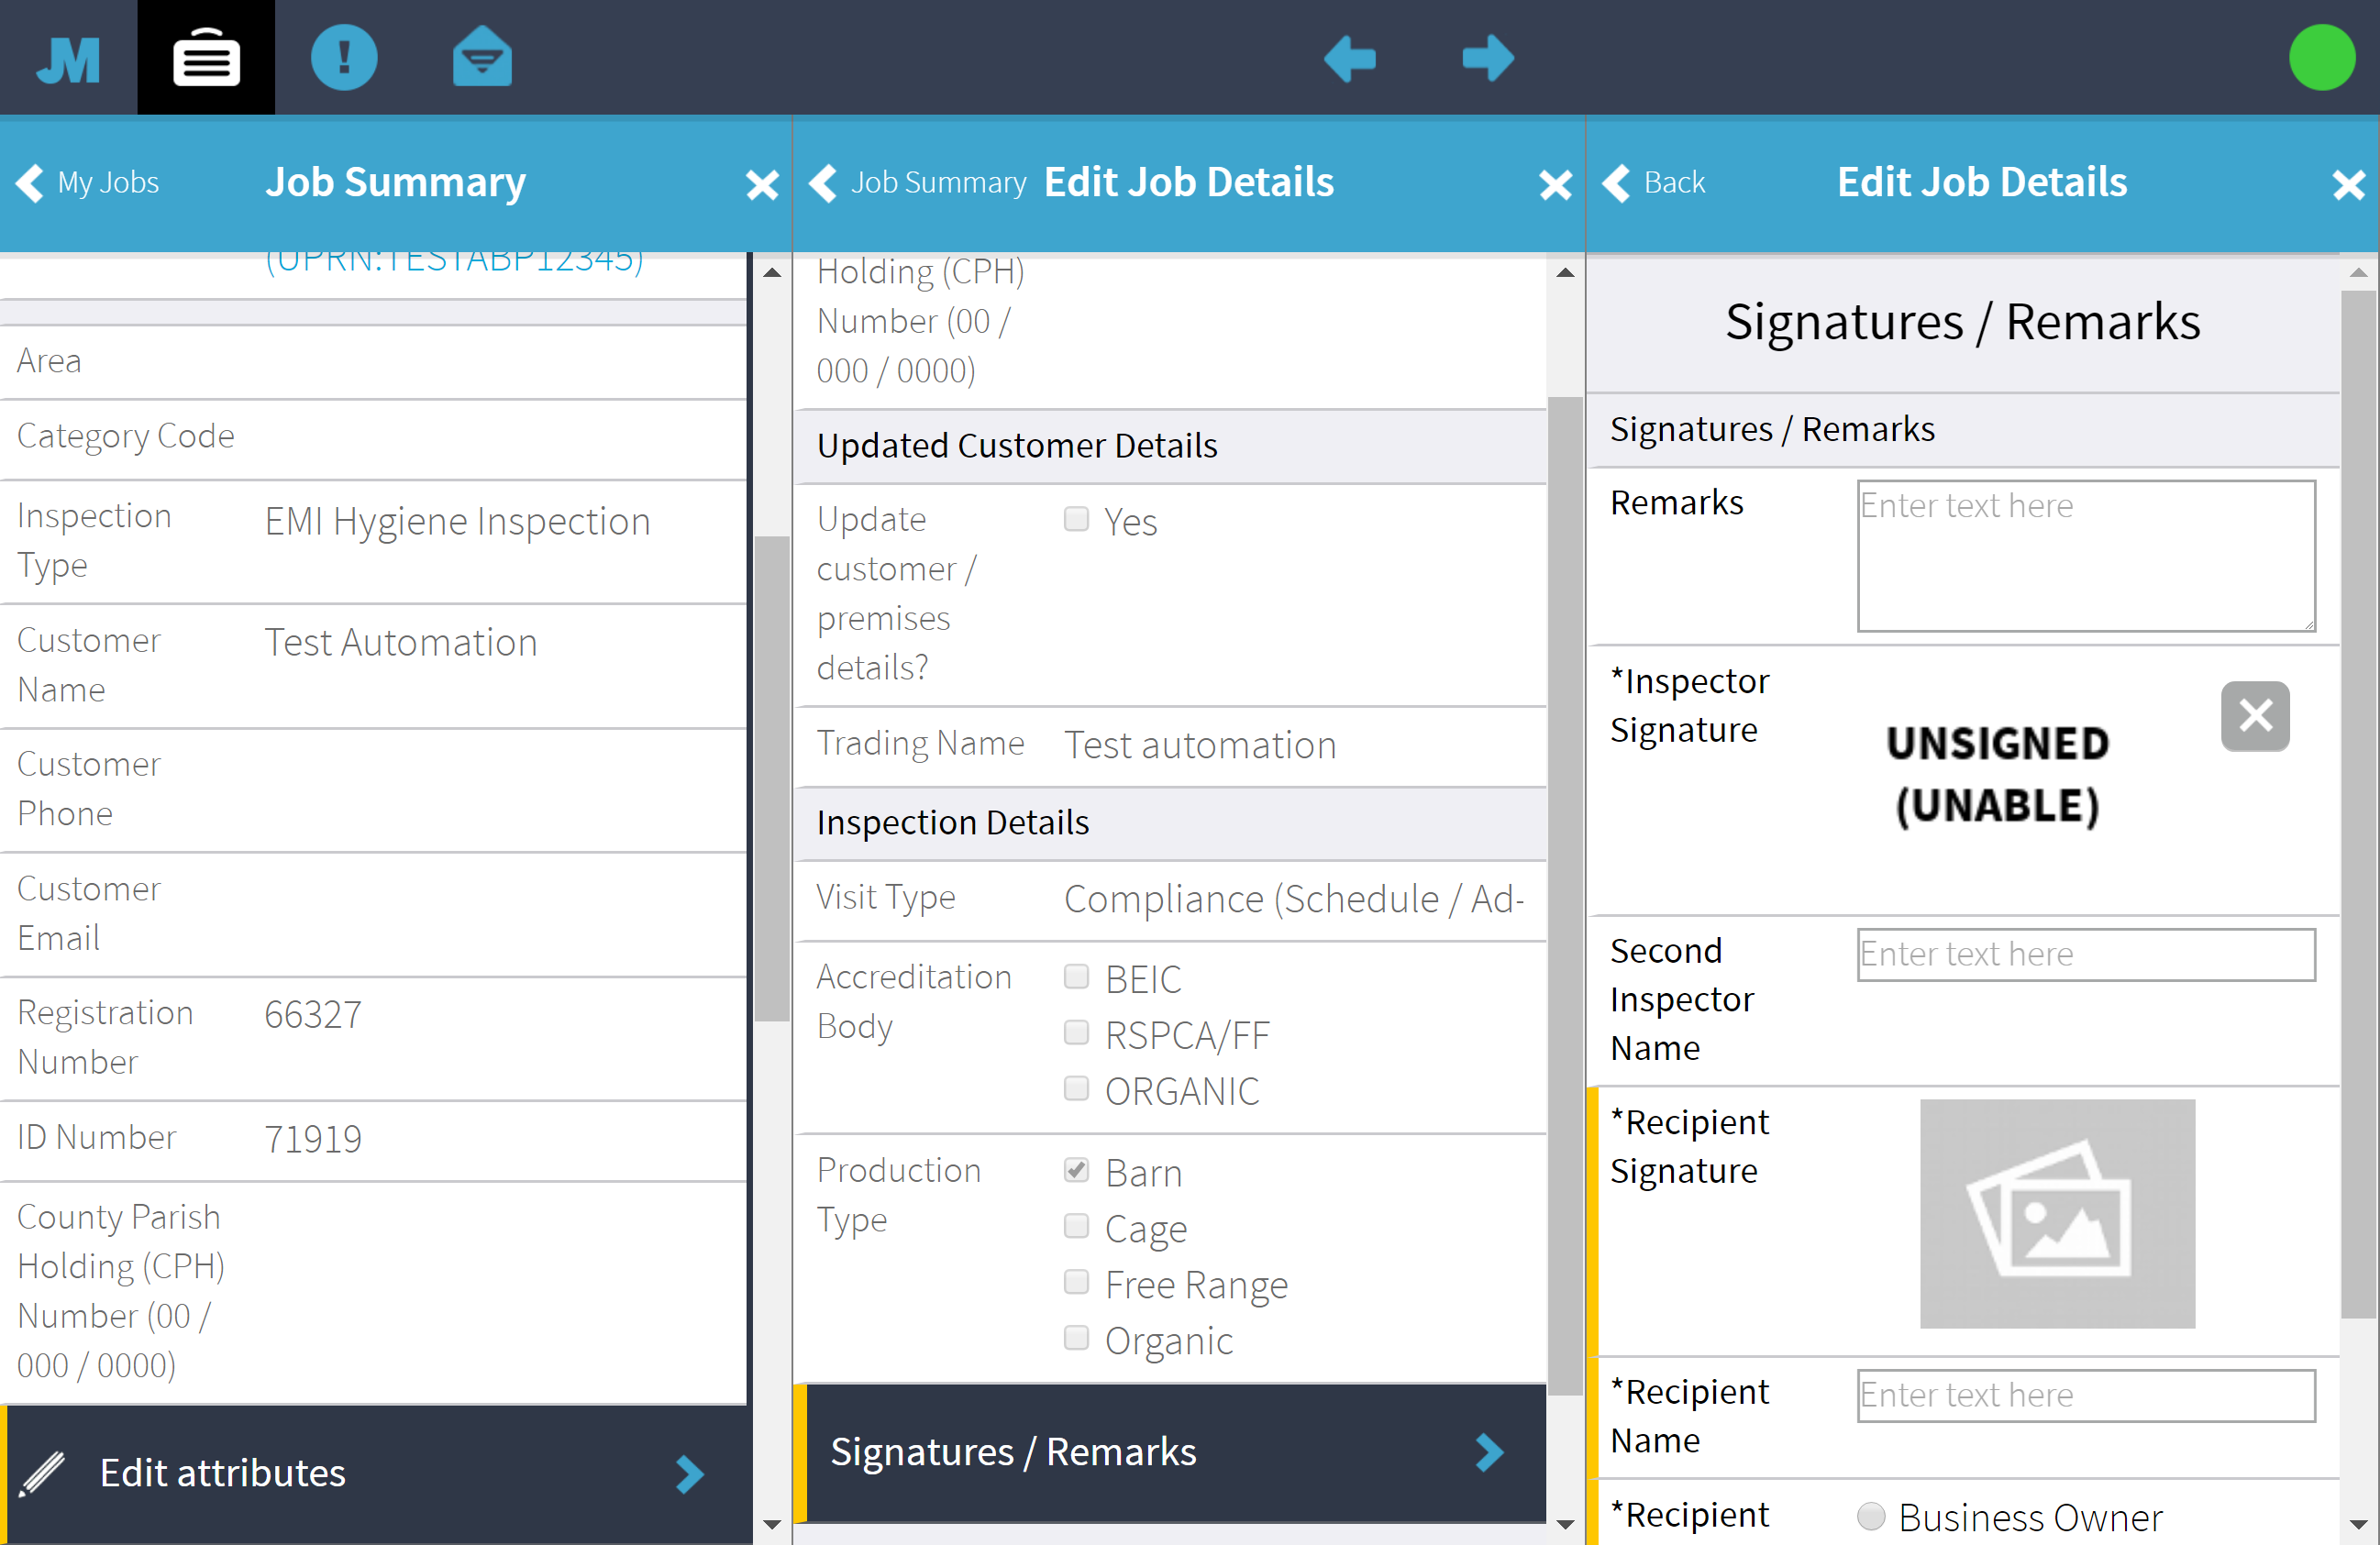 JM
My Jobs
Job Summary
(UPRN:TESTABP12345)
Area
Category Code
Inspection
Type
EMI Hygiene Inspection
Customer
Name
Test Automation
Customer
Phone
Customer
Email
Registration
Number
66327
ID Number
71919
County Parish
Holding (CPH)
Number (00 /
000 / 0000)
Edit attributes
Job Summary
Edit Job Details
Holding (CPH)
Number (00 /
000 / 0000)
Updated Customer Details
Update
customer /
premises
details?
Yes
Trading Name
Test automation
Inspection Details
Visit Type
Compliance (Schedule / Ad-
Accreditation
Body
BEIC
RSPCA/FF
ORGANIC
Production
Type
Barn
Cage
Free Range
Organic
Signatures / Remarks
Back
Edit Job Details
Signatures / Remarks
Signatures / Remarks
Remarks
Enter text here
*Inspector
Signature
UNSIGNED
(UNABLE)
Second
Inspector
Name
Enter text here
*Recipient
Signature
*Recipient
Name
Enter text here
*Recipient
Business Owner